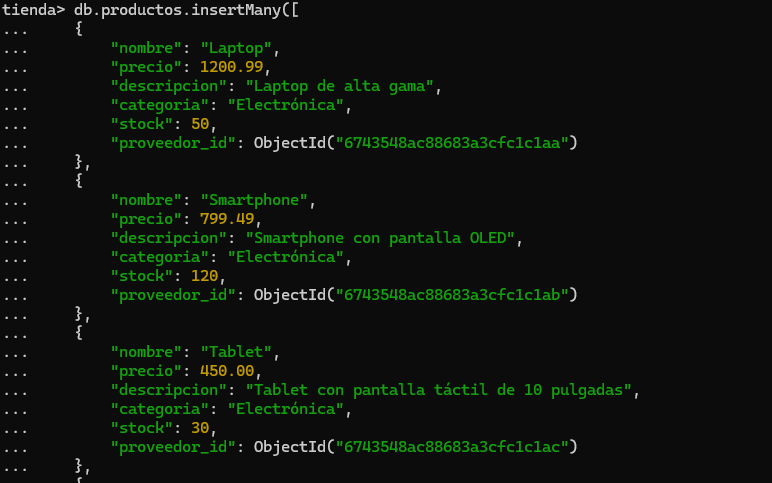 tienda> db.productos.insertMany([
...     {
...         "nombre": "Laptop",
...         "precio": 1200.99,
...         "descripcion": "Laptop de alta gama",
...         "categoria": "Electrónica",
...         "stock": 50,
...         "proveedor_id": ObjectId("6743548ac88683a3cfc1c1aa")
...     },
...     {
...         "nombre": "Smartphone",
...         "precio": 799.49,
...         "descripcion": "Smartphone con pantalla OLED",
...         "categoria": "Electrónica",
...         "stock": 120,
...         "proveedor_id": ObjectId("6743548ac88683a3cfc1c1ab")
...     },
...     {
...         "nombre": "Tablet",
...         "precio": 450.00,
...         "descripcion": "Tablet con pantalla táctil de 10 pulgadas",
...         "categoria": "Electrónica",
...         "stock": 30,
...         "proveedor_id": ObjectId("6743548ac88683a3cfc1c1ac")
...     },
...     {